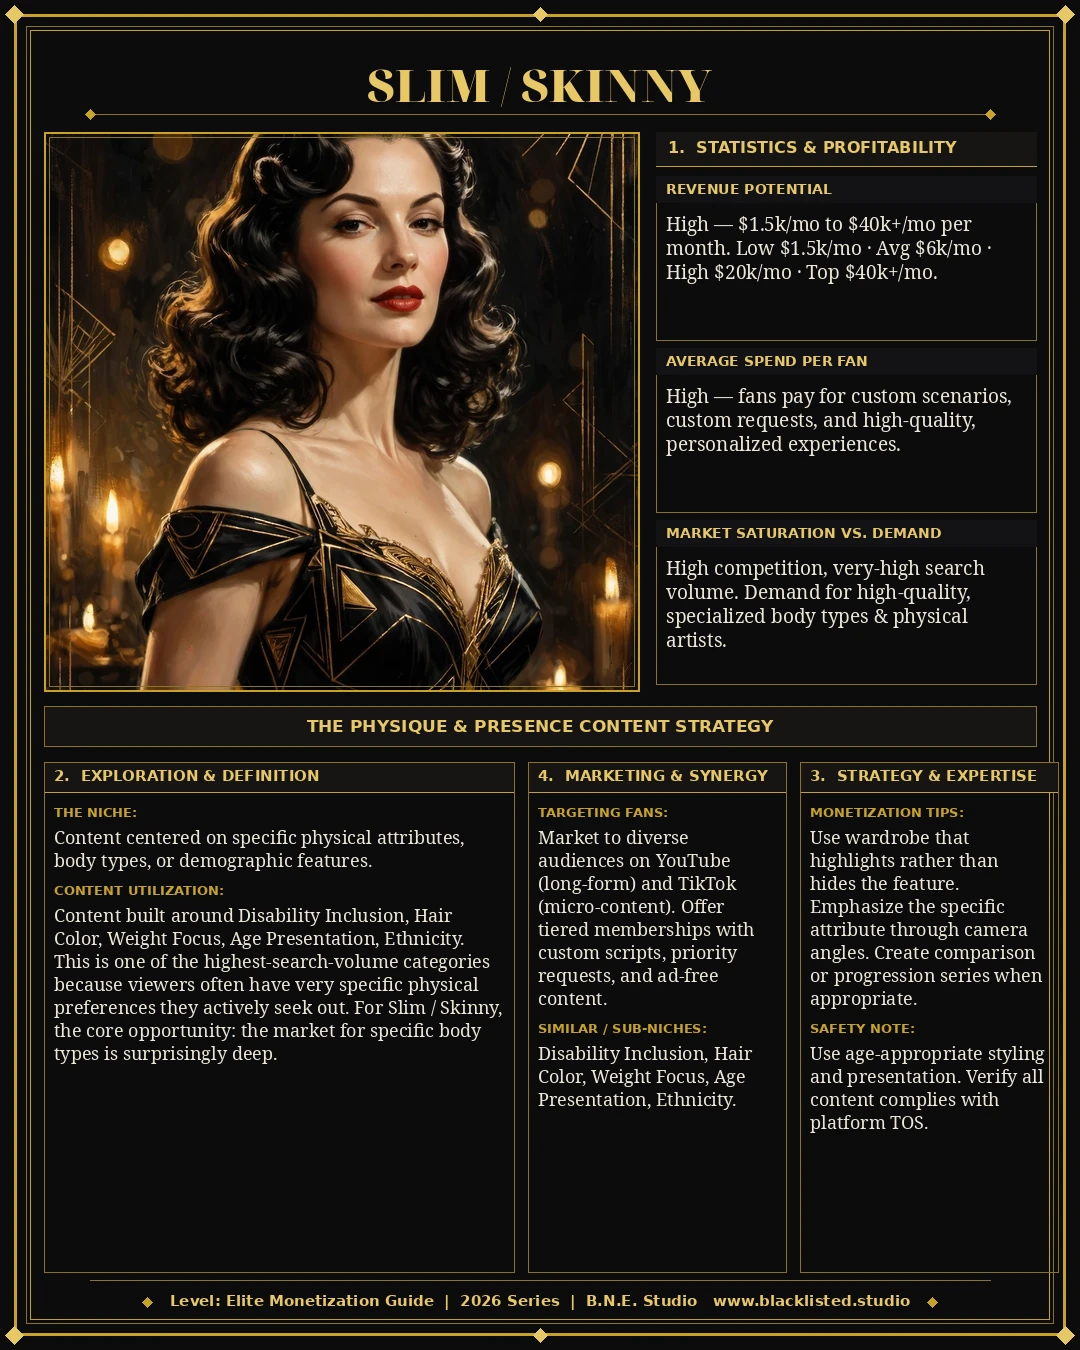 SLIM / SKINNY
1. STATISTICS & PROFITABILITY
REVENUE POTENTIAL
High — $1.5k/mo to $40k+/mo per
month. Low $1.5k/mo · Avg $6k/mo ·
High $20k/mo · Top $40k+/mo.
AVERAGE SPEND PER FAN
High — fans pay for custom scenarios,
custom requests, and high-quality,
personalized experiences.
MARKET SATURATION VS. DEMAND
High competition, very-high search
volume. Demand for high-quality,
specialized body types & physical
artists.
THE PHYSIQUE & PRESENCE CONTENT STRATEGY
2. EXPLORATION & DEFINITION
THE NICHE:
Content centered on specific physical attributes,
body types, or demographic features.
CONTENT UTILIZATION:
Content built around Disability Inclusion, Hair
Color, Weight Focus, Age Presentation, Ethnicity.
This is one of the highest-search-volume categories
because viewers often have very specific physical
preferences they actively seek out. For Slim / Skinny,
the core opportunity: the market for specific body
types is surprisingly deep.
4. MARKETING & SYNERGY
TARGETING FANS:
Market to diverse
audiences on YouTube
(long-form) and TikTok
(micro-content). Offer
tiered memberships with
custom scripts, priority
requests, and ad-free
content.
SIMILAR / SUB-NICHES:
Disability Inclusion, Hair
Color, Weight Focus, Age
Presentation, Ethnicity.
3. STRATEGY & EXPERTISE
MONETIZATION TIPS:
Use wardrobe that
highlights rather than
hides the feature.
Emphasize the specific
attribute through camera
angles. Create comparison
or progression series when
appropriate.
SAFETY NOTE:
Use age-appropriate styling
and presentation. Verify all
content complies with
platform TOS.
Level: Elite Monetization Guide | 2026 Series | B.N.E. Studio www.blacklisted.studio